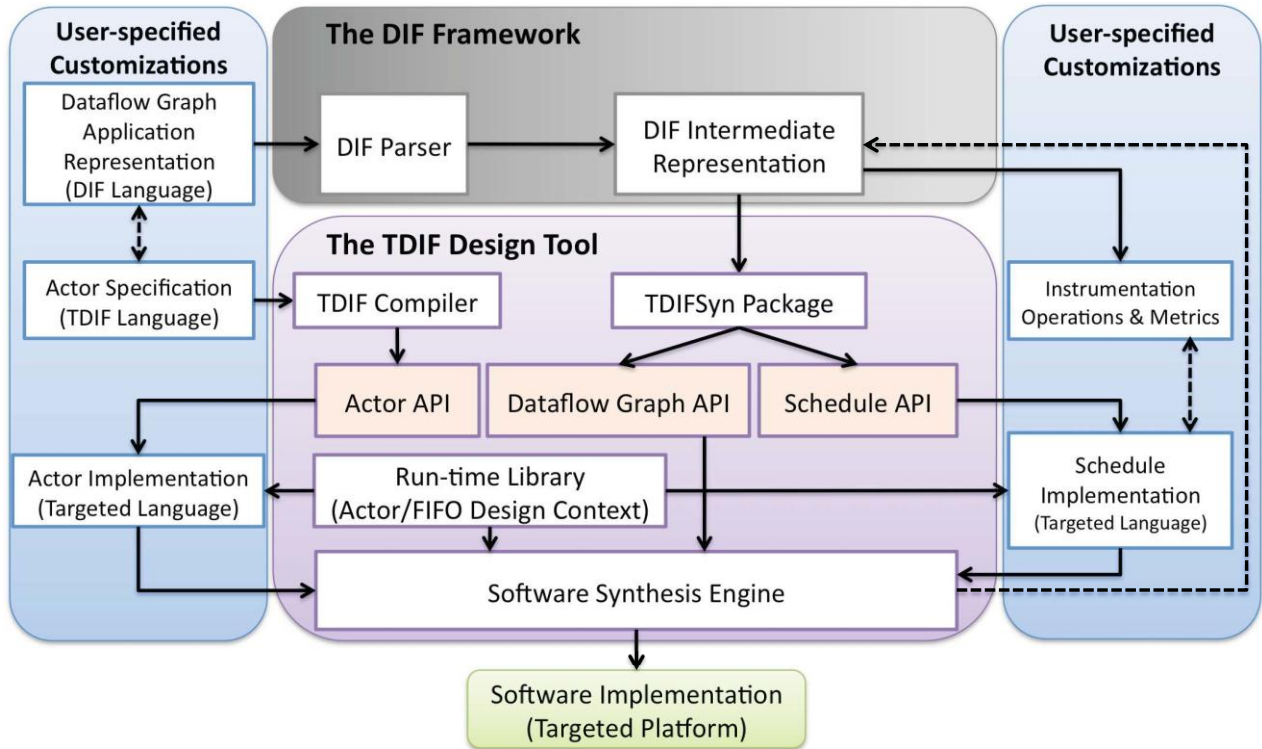 User-specified
Customizations
Dataflow Graph
Application
Representation
(DIF Language)
Actor Specification
(TDIF Language)
Actor Implementation
(Targeted Language)
The DIF Framework
DIF Parser
DIF Intermediate
Representation
The TDIF Design Tool
TDIF Compiler
TDIFSyn Package
Actor API
Dataflow Graph API
Schedule API
Run-time Library
(Actor/FIFO Design Context)
Software Synthesis Engine
User-specified
Customizations
Instrumentation
Operations & Metrics
Schedule
Implementation
(Targeted Language)
Software Implementation
(Targeted Platform)